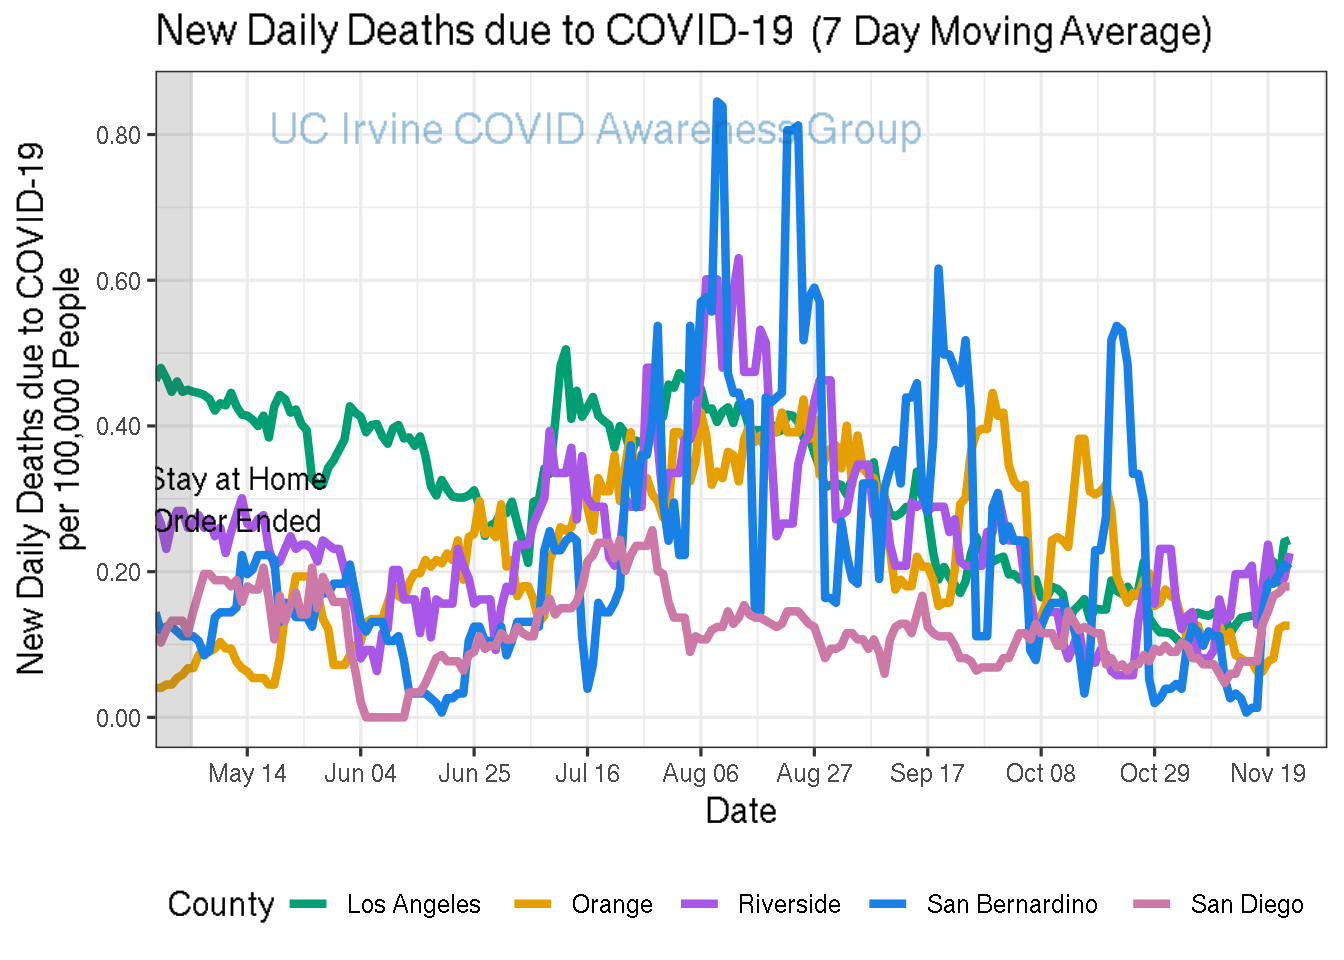 New Daily Deaths due to COVID-19 (7 Day Moving Average)
UC Irvine COVID Awareness Group
New Daily Deaths due to COVID-19
per 100,000 People
0.80
0.60
0.40
0.20
0.00
Stay at Home
Order Ended
May 14 Jun 04 Jun 25 Jul 16 Aug 06 Aug 27 Sep 17 Oct 08 Oct 29 Nov 19
Date
County Los Angeles Orange Riverside San Bernardino San Diego